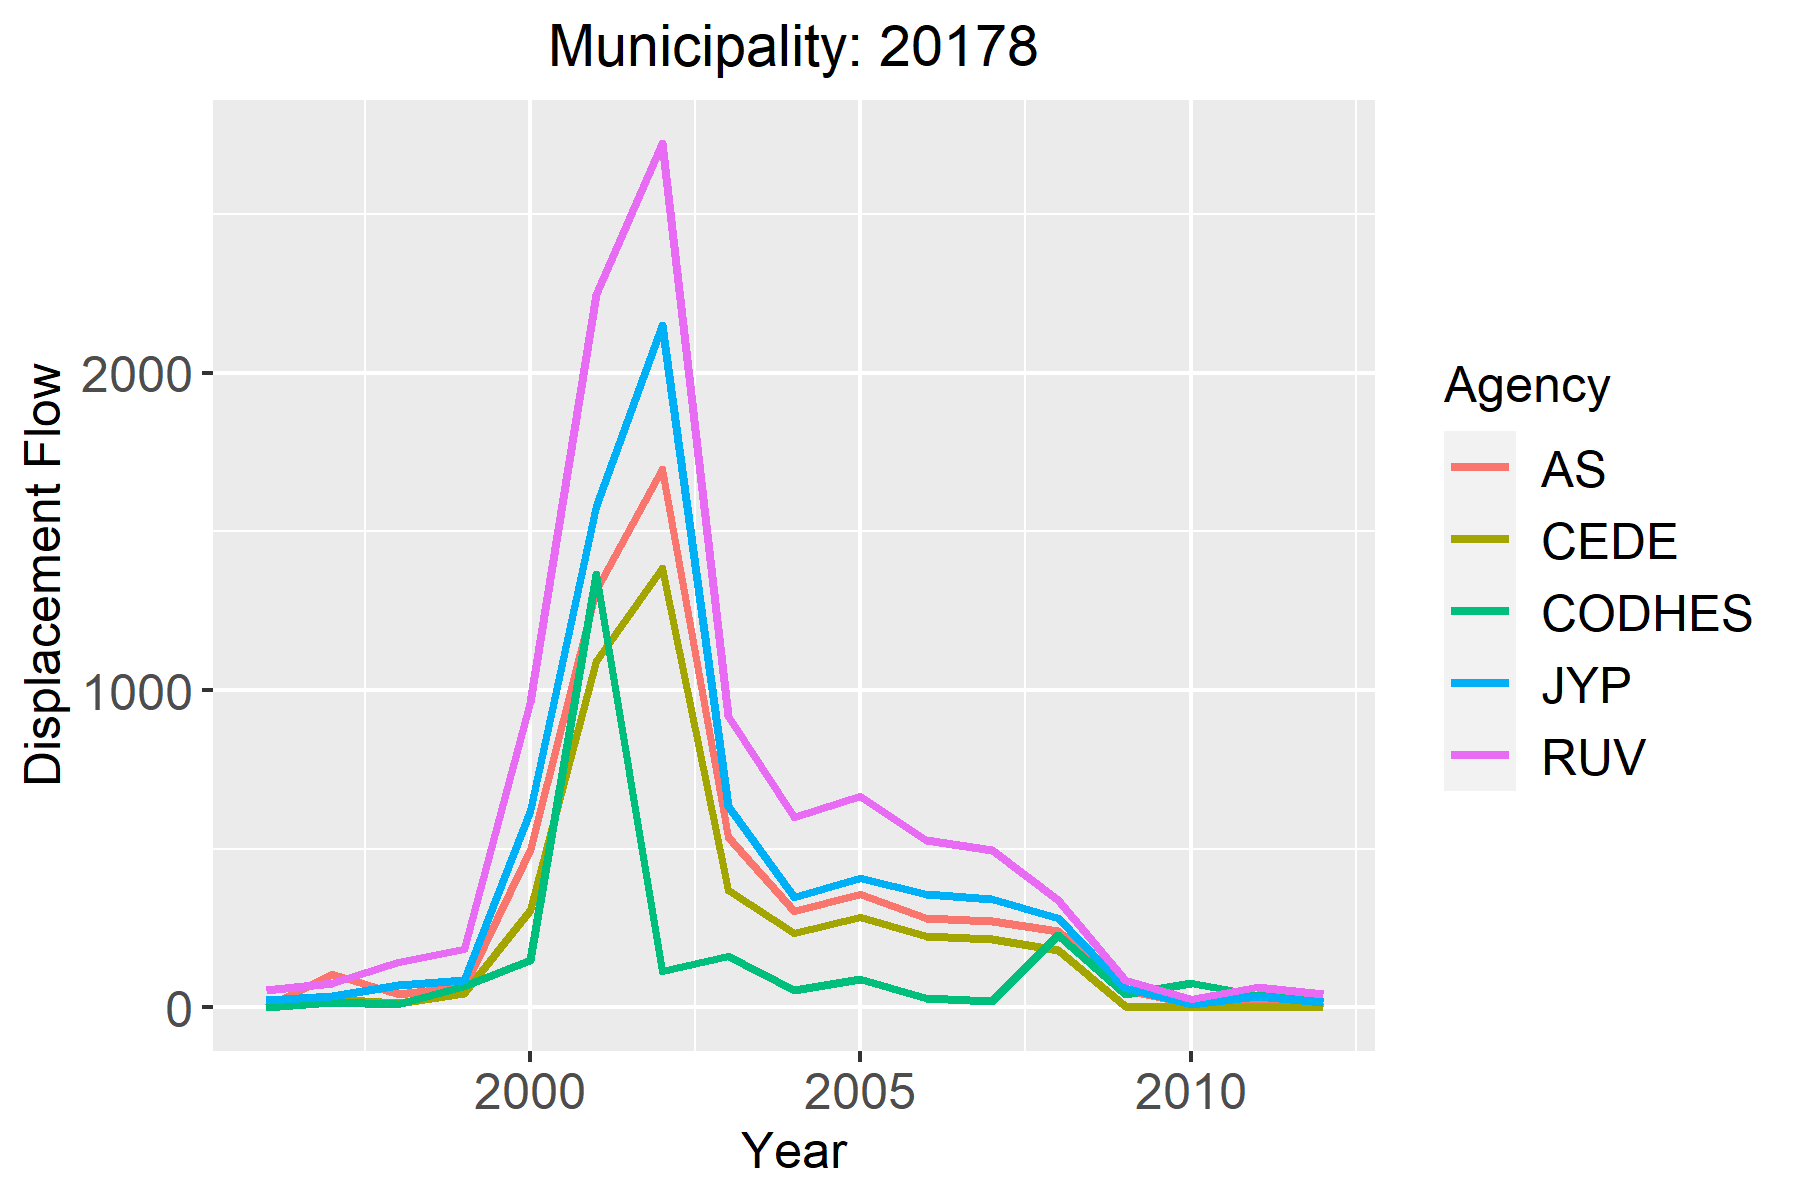 Municipality: 20178
Displacement Flow
2000
1000
0
2000
2005
2010
Year
Agency
AS
CEDE
CODHES
JYP
RUV